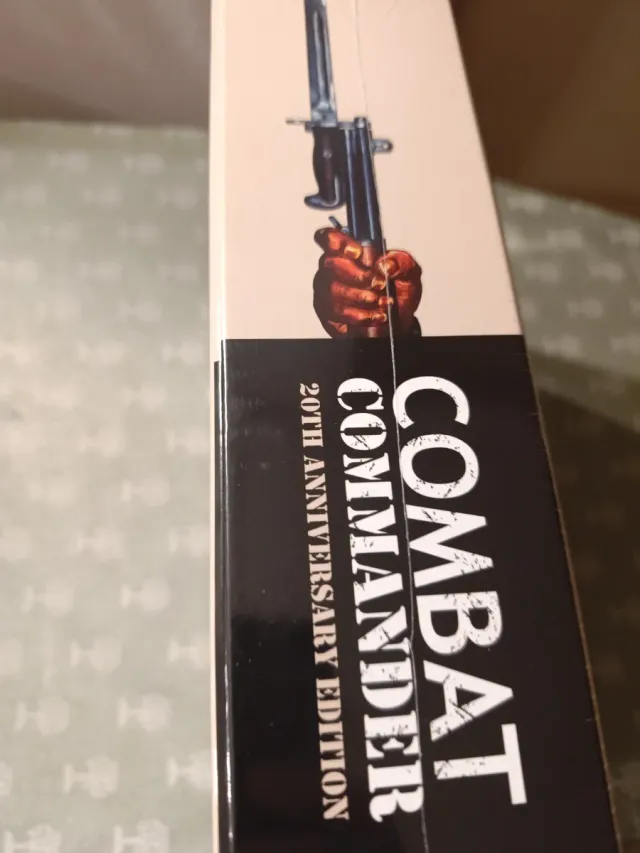 COMBAT
COMMANDER
20TH ANNIVERSARY EDITION